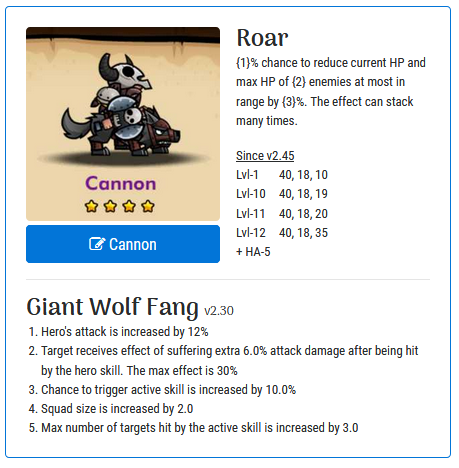 Roar
{1}% chance to reduce current HP and
max HP of {2} enemies at most in
range by {3}%. The effect can stack
many times.
Since v2.45
Lvl-1 40, 18, 10
Lvl-10 40, 18, 19
Lvl-11 40, 18, 20
Lvl-12 40, 18, 35
+ HA-5
Cannon
Cannon
Giant Wolf Fang v2.30
1. Hero's attack is increased by 12%
2. Target receives effect of suffering extra 6.0% attack damage after being hit
by the hero skill. The max effect is 30%
3. Chance to trigger active skill is increased by 10.0%
4. Squad size is increased by 2.0
5. Max number of targets hit by the active skill is increased by 3.0